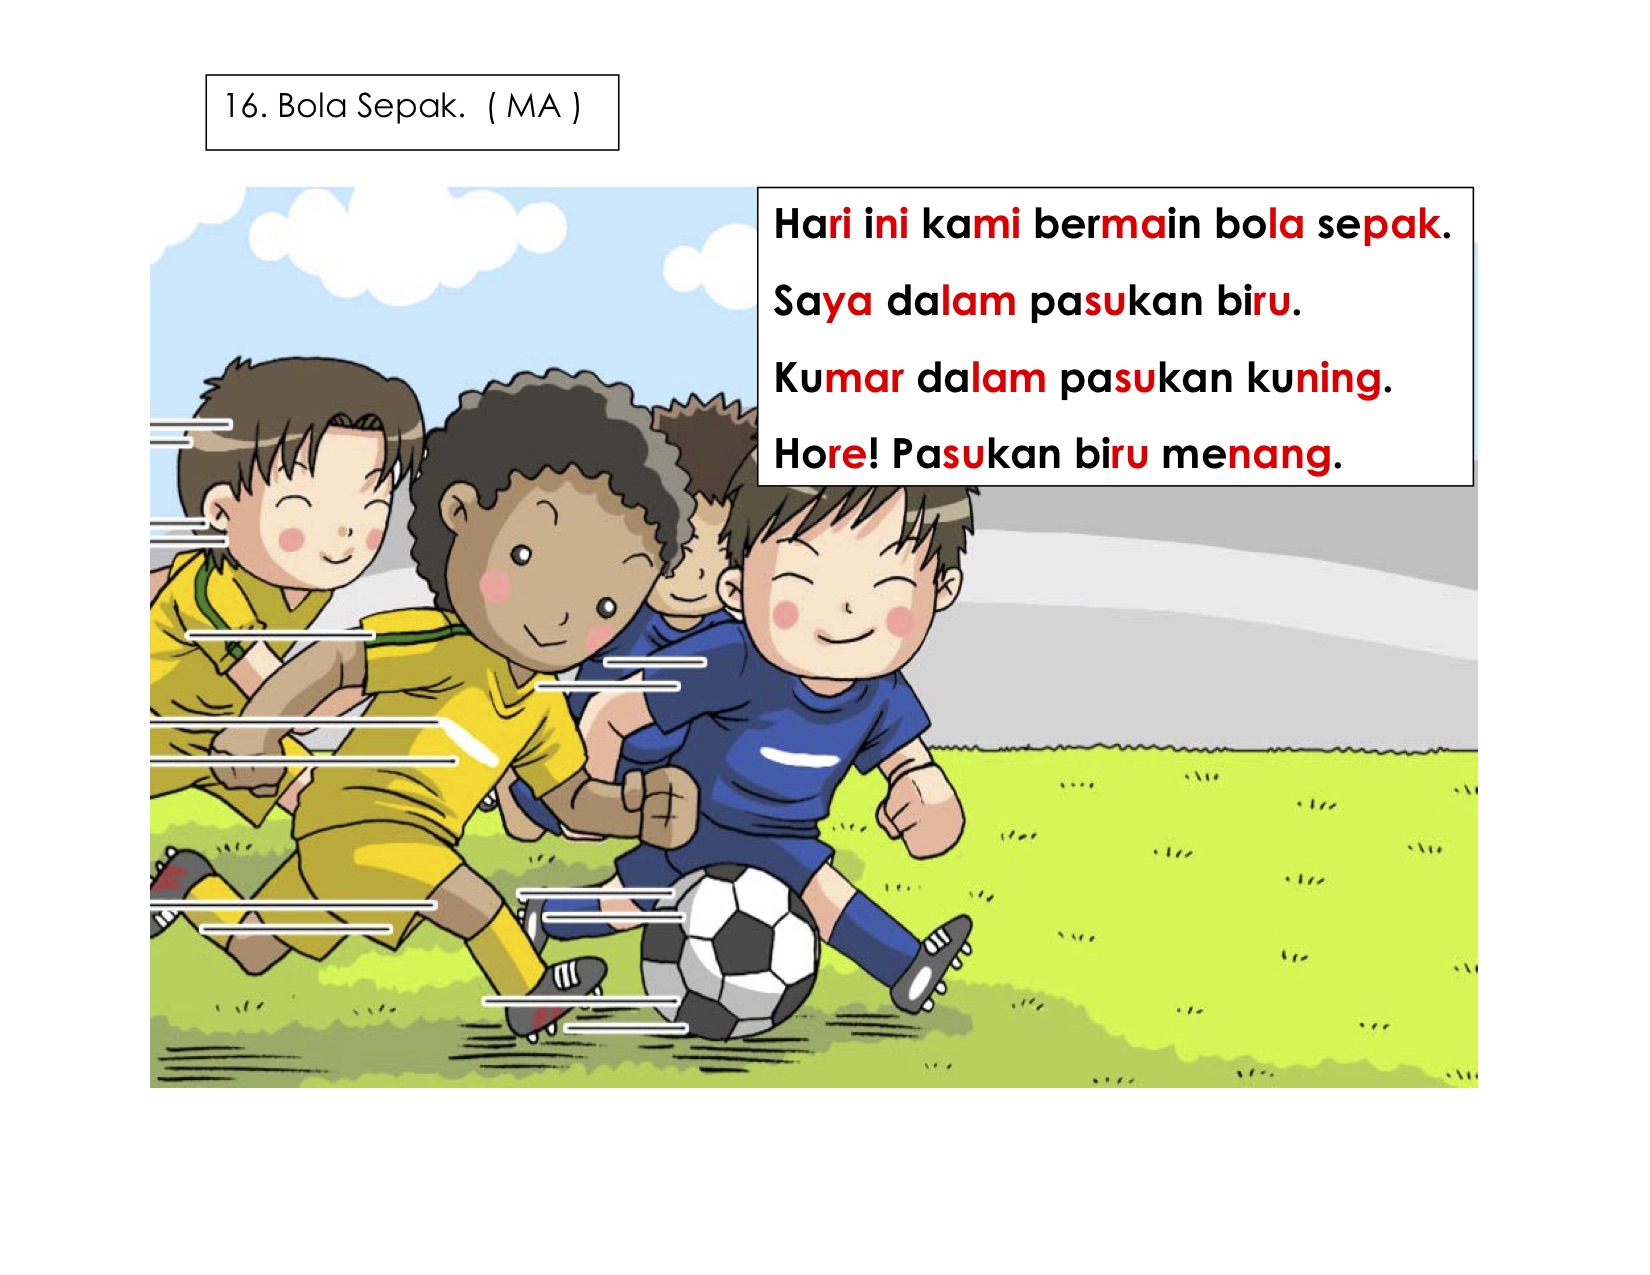 16. Bola Sepak. ( MA )
Hari ini kami bermain bola sepak.
Saya dalam pasukan biru.
Kumar dalam pasukan kuning.
Hore! Pasukan biru menang.